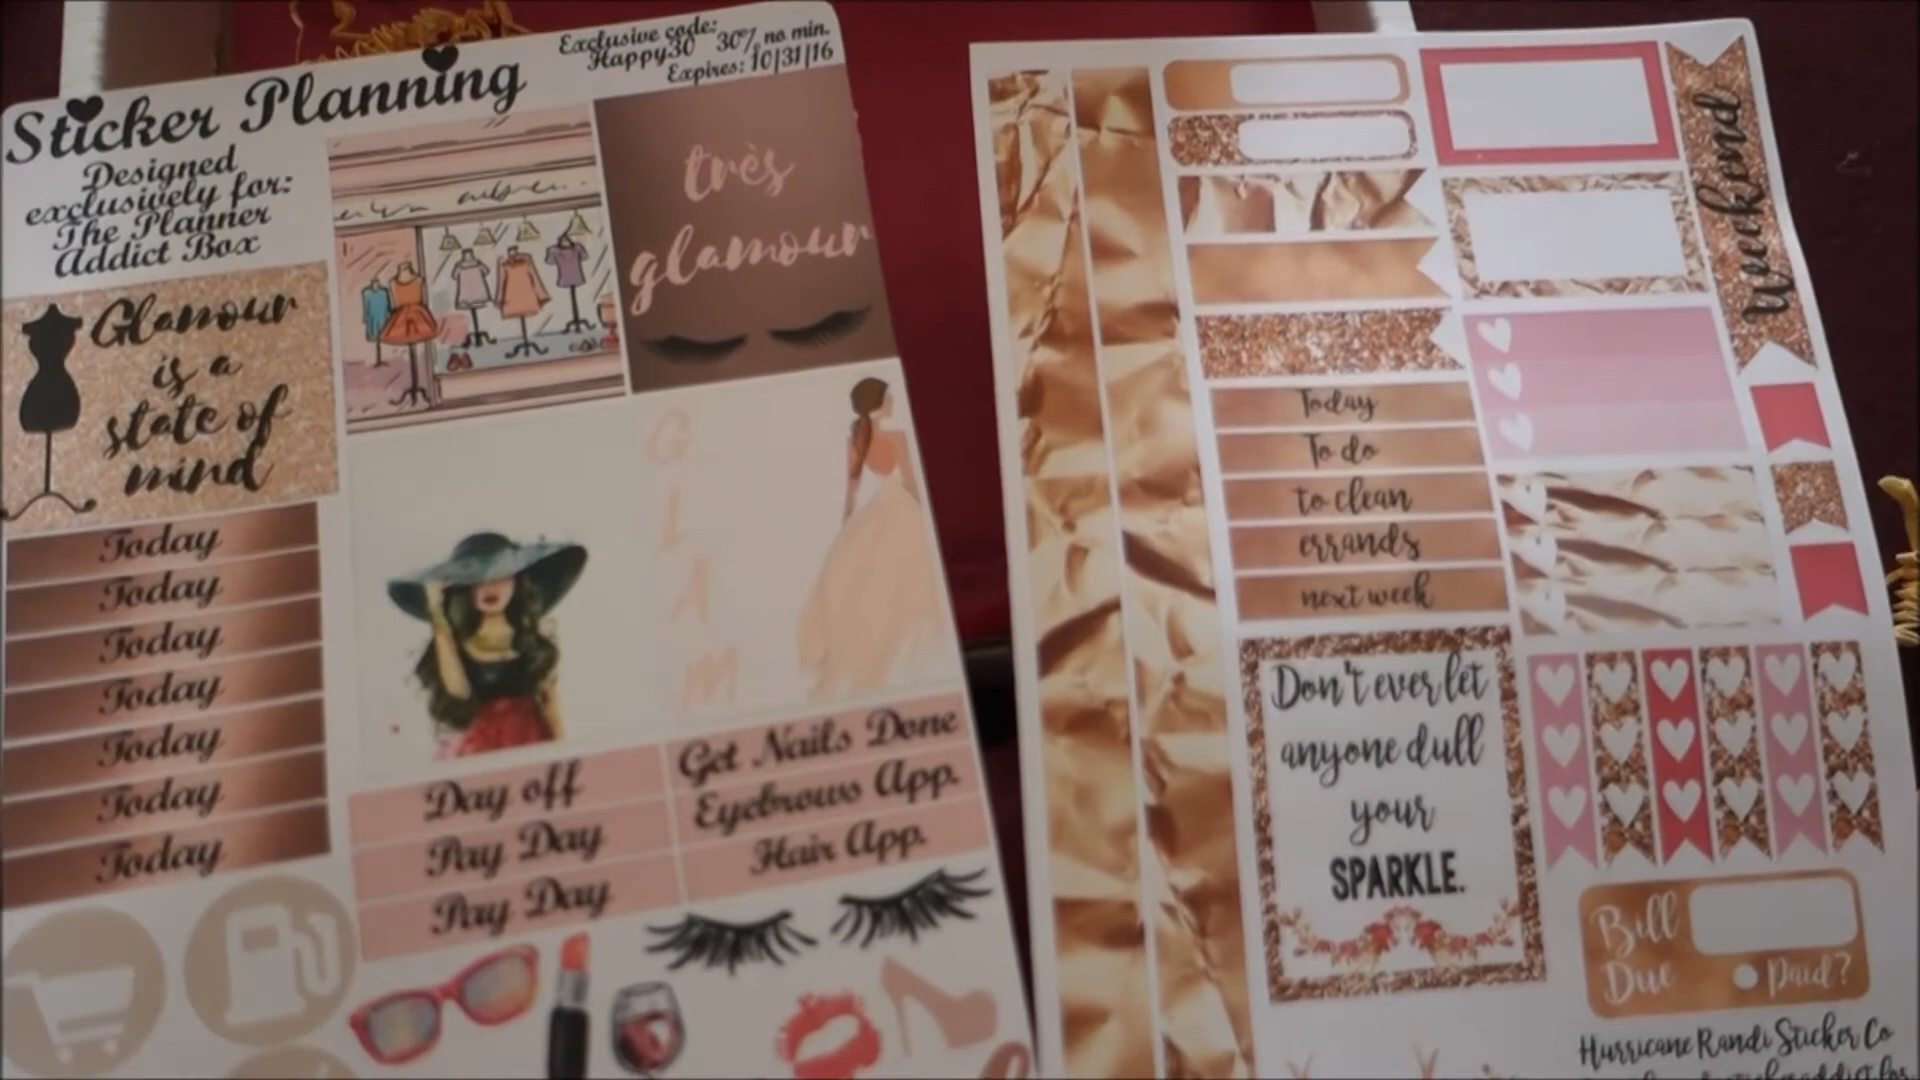 Sticker Planning
Exclusive code:
Happy30 30% no min.
Expires: 10/31/16
Designed
exclusively for:
The Planner
Addict Box
Glamour
is a
state of
mind
très
glamour
G
L
A
M
Today
Today
Today
Today
Today
Today
Today
Day off
Pay Day
Pay Day
Get Nails Done
Eyebrows App.
Hair App.
Weekend
Today
To do
to clean
errands
next week
Don't ever let
anyone dull
your
SPARKLE.
Bill
Due
Paid?
Hurricane Randi Sticker Co